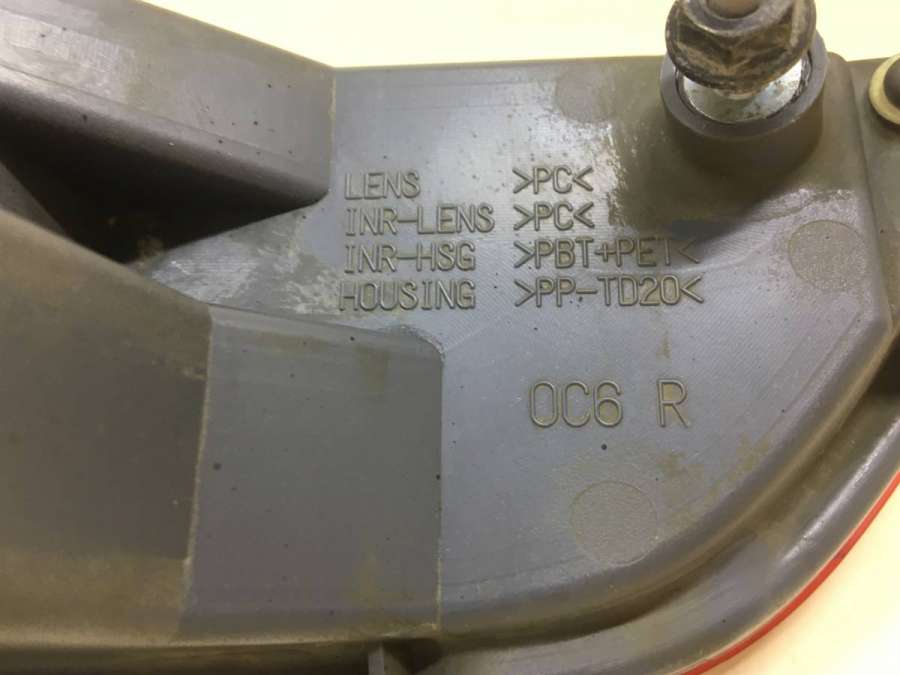 LENS >PC<
INR-LENS >PC<
INR-HSG >PBT+PET<
HOUSING >PP-TD20<
0C6 R